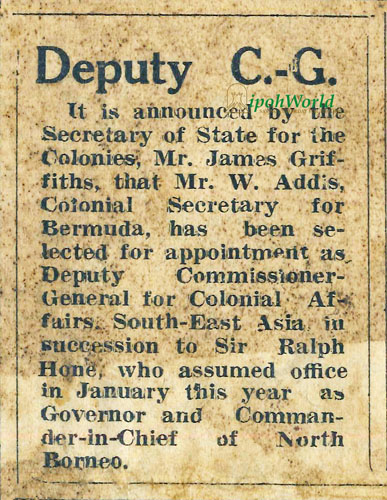 Deputy C.-G.
ipohWorld
It is announced by the
Secretary of State for the
Colonies, Mr. James Grif-
fiths, that Mr. W. Addis,
Colonial Secretary for
Bermuda, has been se-
lected for appointment as
Deputy Commissioner-
General for Colonial Af-
fairs, South-East Asia in
succession to Sir Ralph
Hone, who assumed office
in January this year as
Governor and Comman-
der-in-Chief of North
Borneo.